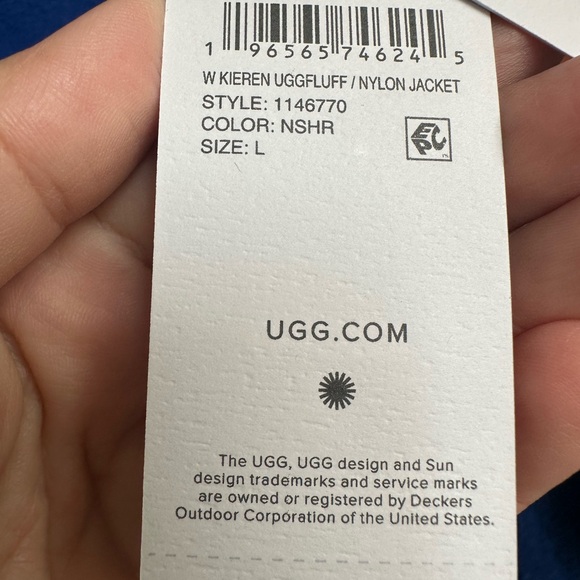 1 96565 74624 5
W KIEREN UGGFLUFF / NYLON JACKET
STYLE: 1146770
COLOR: NSHR
SIZE: L
EPC
TM
UGG.COM
The UGG, UGG design and Sun
design trademarks and service marks
are owned or registered by Deckers
Outdoor Corporation of the United States.